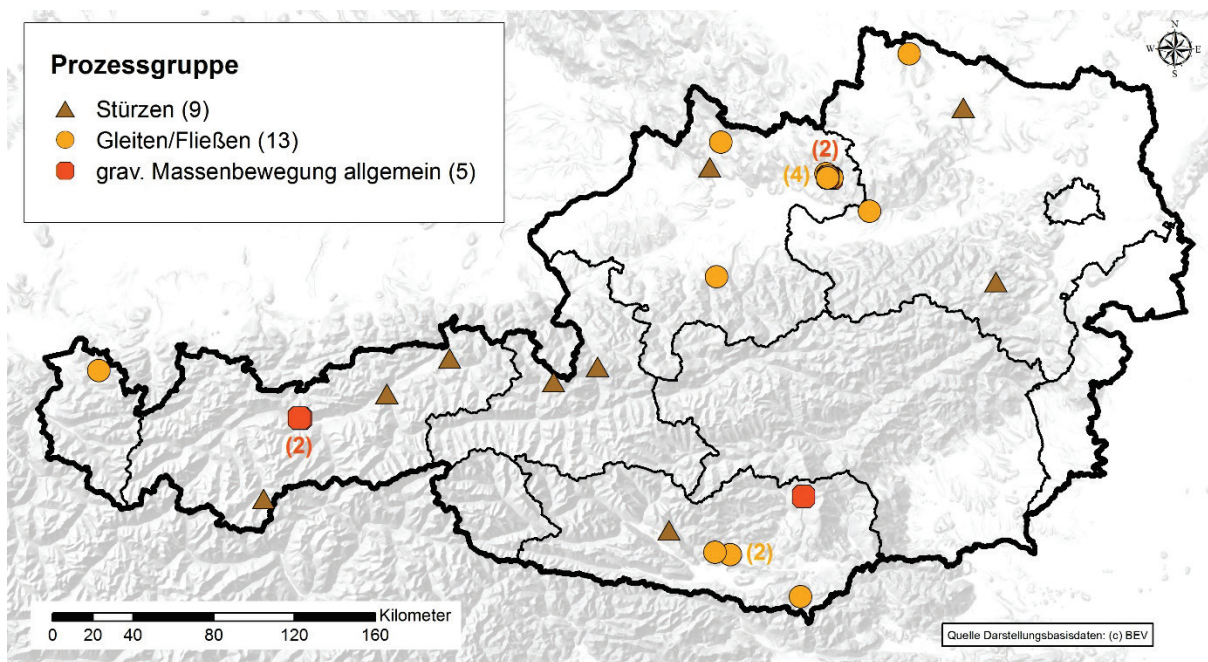 Prozessgruppe
Stürzen (9)
Gleiten/Fließen (13)
grav. Massenbewegung allgemein (5)
N
W E
S
(2)
(4)
(2)
(2)
Kilometer
0 20 40 80 120 160
Quelle Darstellungsbasisdaten: (c) BEV